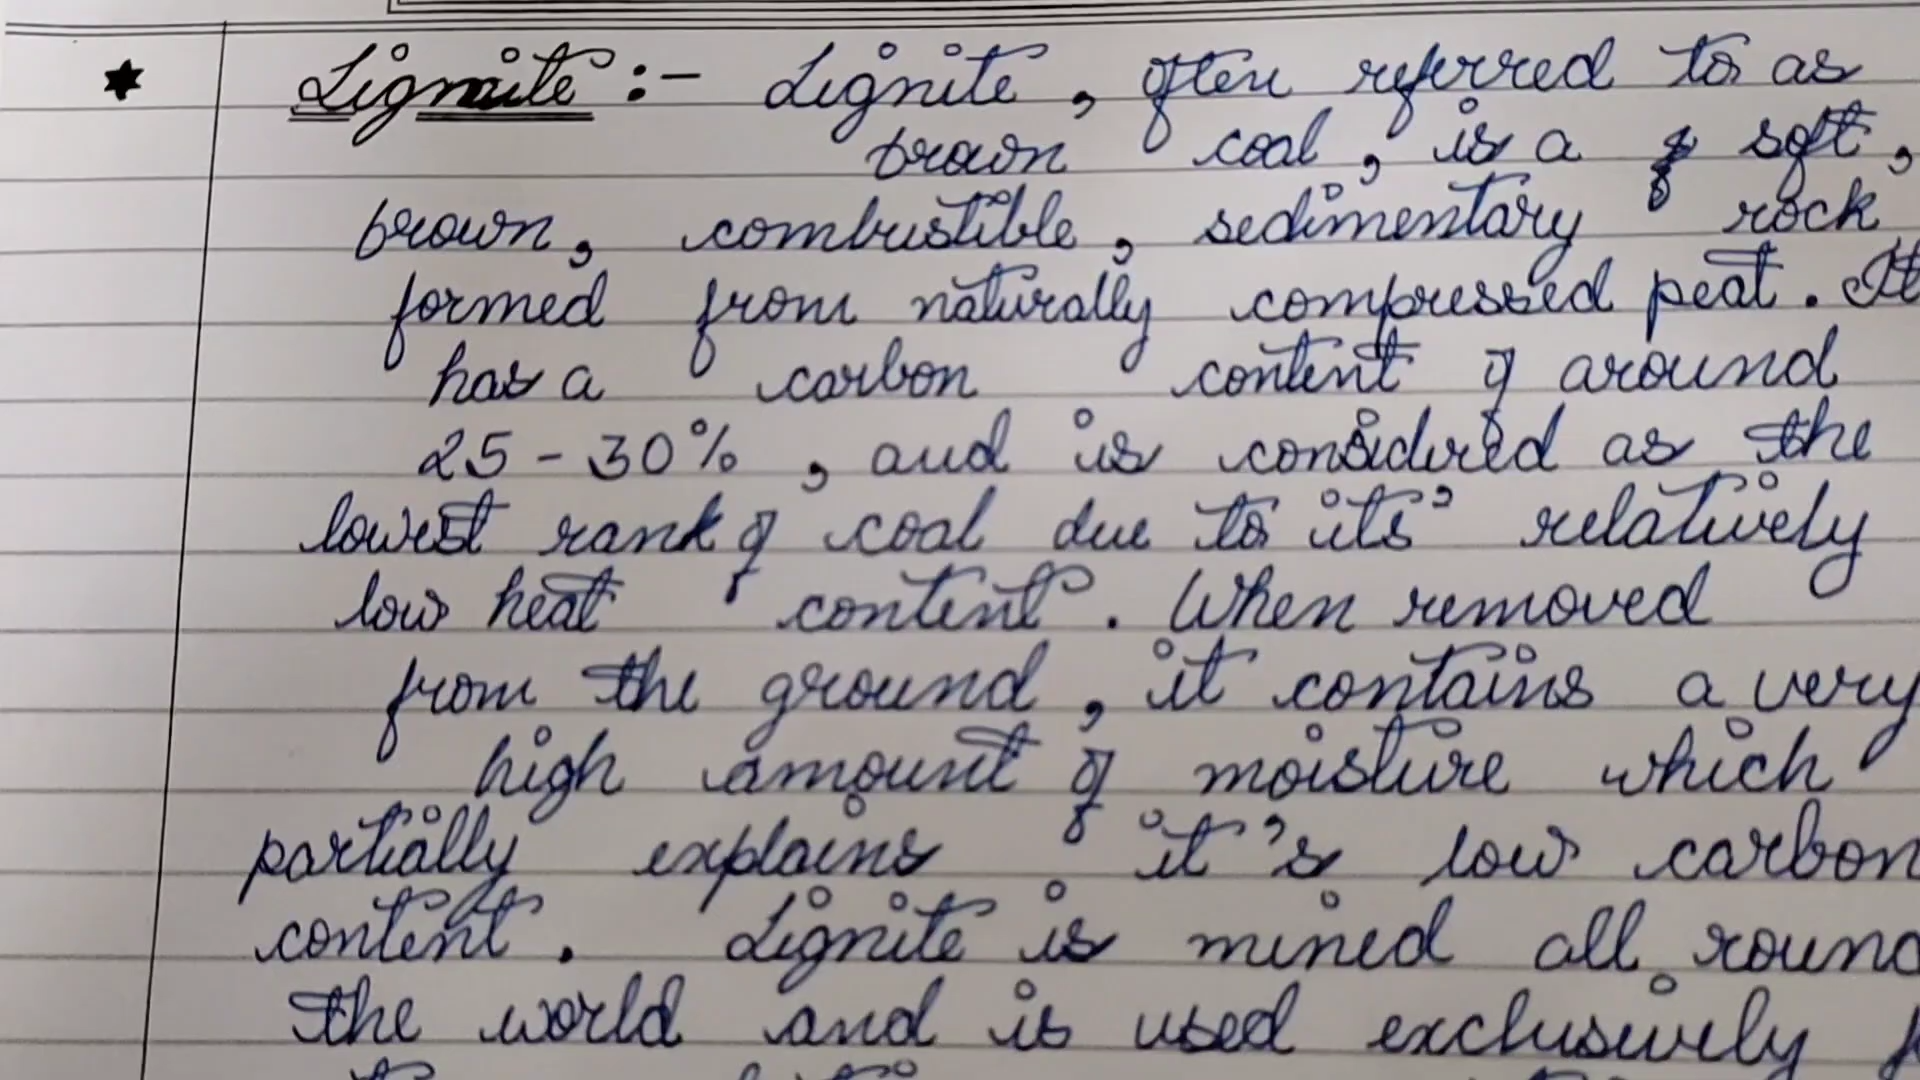 ★ Lignite :- Lignite, often referred to as
brown coal, is a soft,
brown, combustible, sedimentary rock
formed from naturally compressed peat. It
has a carbon content of around
25-30%, and is considered as the
lowest rank of coal due to its' relatively
low heat content. When removed
from the ground, it contains a very
high amount of moisture which
partially explains it's low carbon
content. Lignite is mined all round
the world and is used exclusively